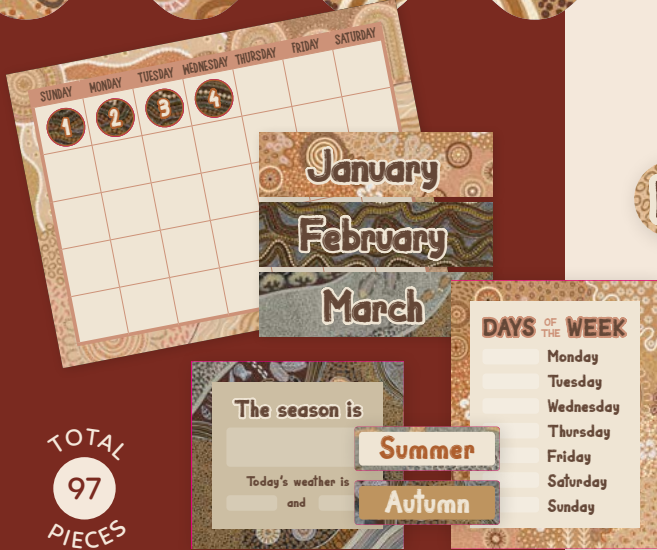 SUNDAY MONDAY TUESDAY WEDNESDAY THURSDAY FRIDAY SATURDAY
1 2 3 4
January
February
March
DAYS OF THE WEEK
Monday
Tuesday
Wednesday
Thursday
Friday
Saturday
Sunday
The season is
Summer
Today's weather is
and
Autumn
TOTAL
97
PIECES